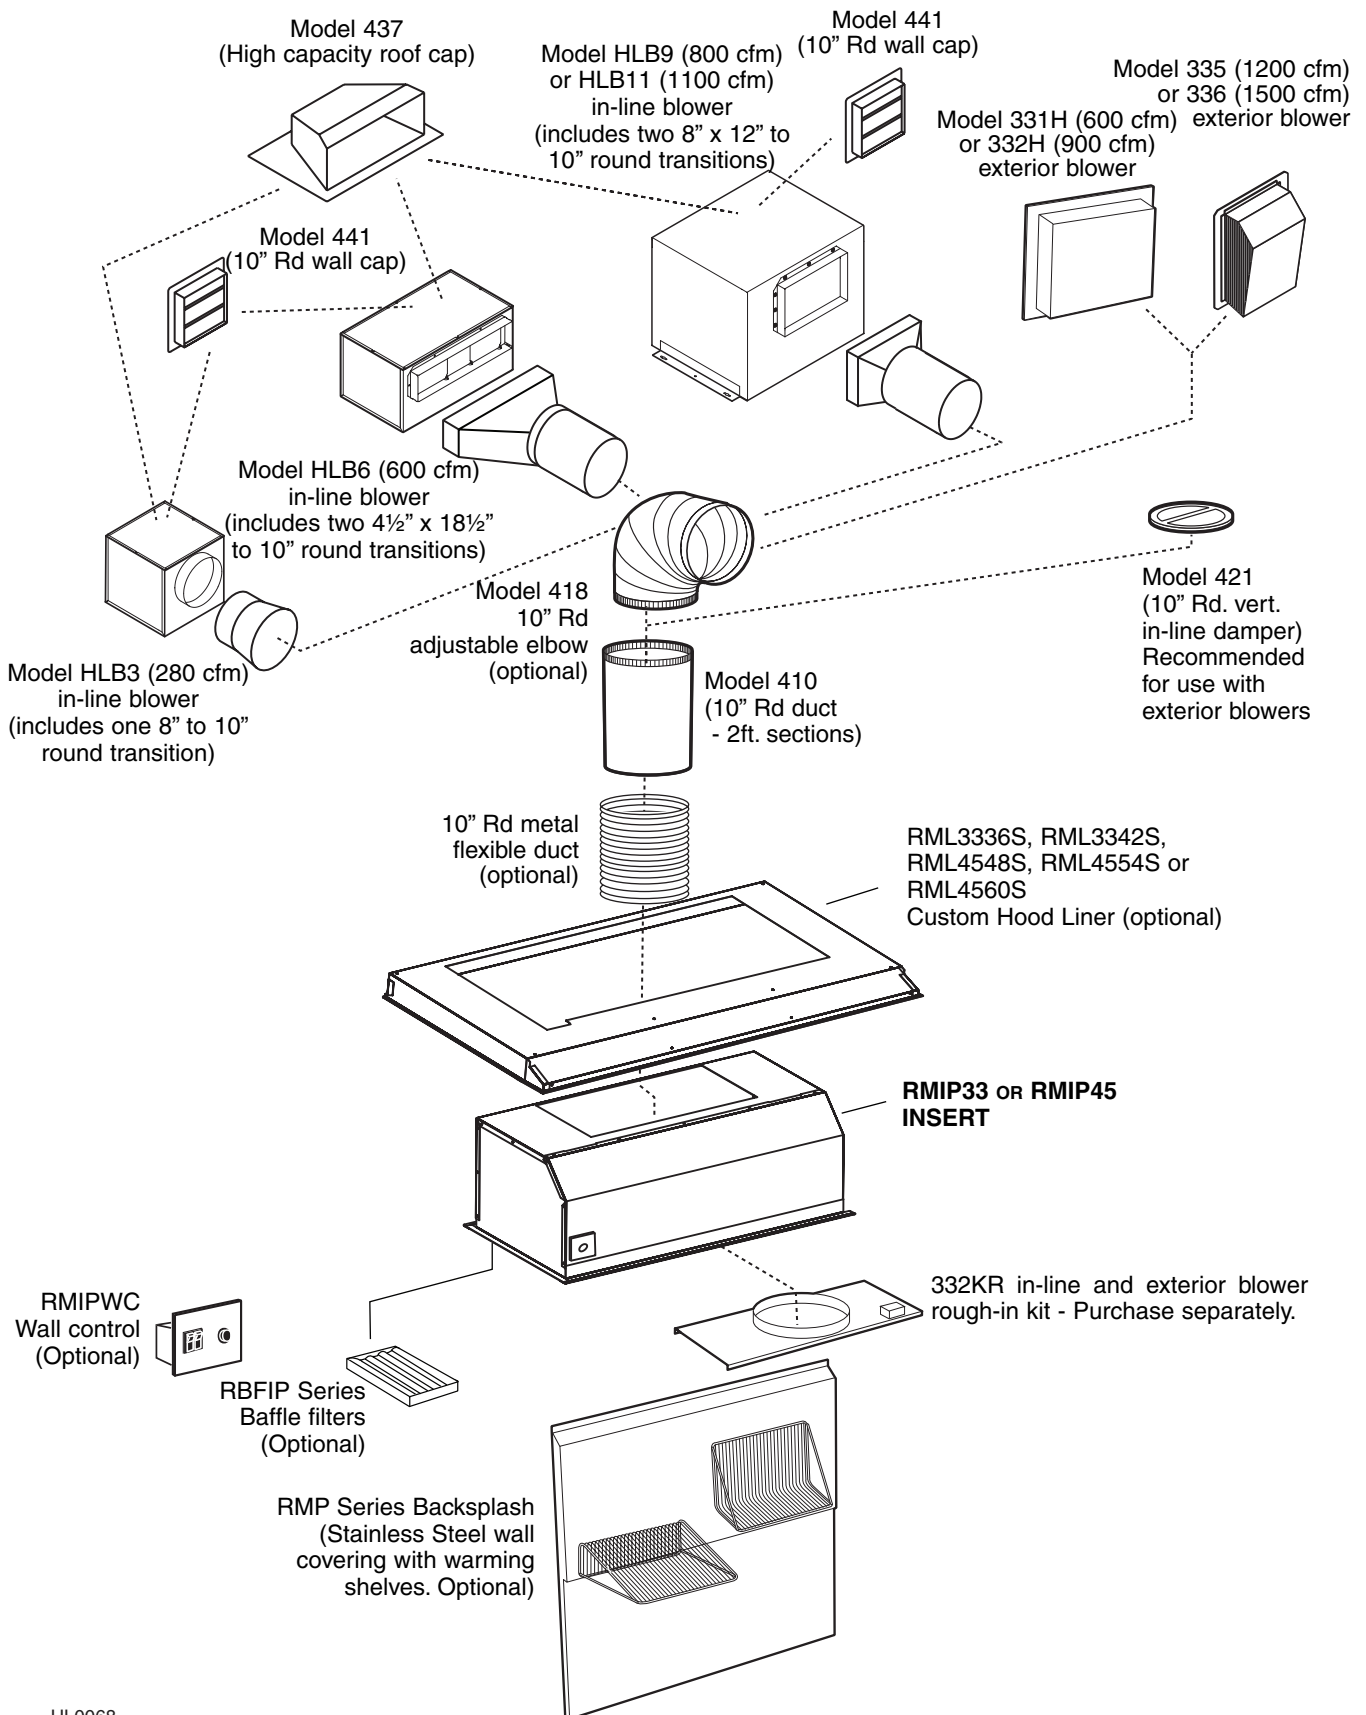 Model 437
(High capacity roof cap)
Model HLB9 (800 cfm)
or HLB11 (1100 cfm)
in-line blower
(includes two 8” x 12” to
10” round transitions)
Model 441
(10” Rd wall cap)
Model 335 (1200 cfm)
or 336 (1500 cfm)
exterior blower
Model 331H (600 cfm)
or 332H (900 cfm)
exterior blower
Model 441
(10” Rd wall cap)
Model HLB6 (600 cfm)
in-line blower
(includes two 4½” x 18½”
to 10” round transitions)
Model HLB3 (280 cfm)
in-line blower
(includes one 8” to 10”
round transition)
Model 418
10” Rd
adjustable elbow
(optional)
Model 421
(10” Rd. vert.
in-line damper)
Recommended
for use with
exterior blowers
Model 410
(10” Rd duct
- 2ft. sections)
10” Rd metal
flexible duct
(optional)
RML3336S, RML3342S,
RML4548S, RML4554S or
RML4560S
Custom Hood Liner (optional)
RMIP33 OR RMIP45
INSERT
332KR in-line and exterior blower
rough-in kit - Purchase separately.
RMIPWC
Wall control
(Optional)
RBFIP Series
Baffle filters
(Optional)
RMP Series Backsplash
(Stainless Steel wall
covering with warming
shelves. Optional)